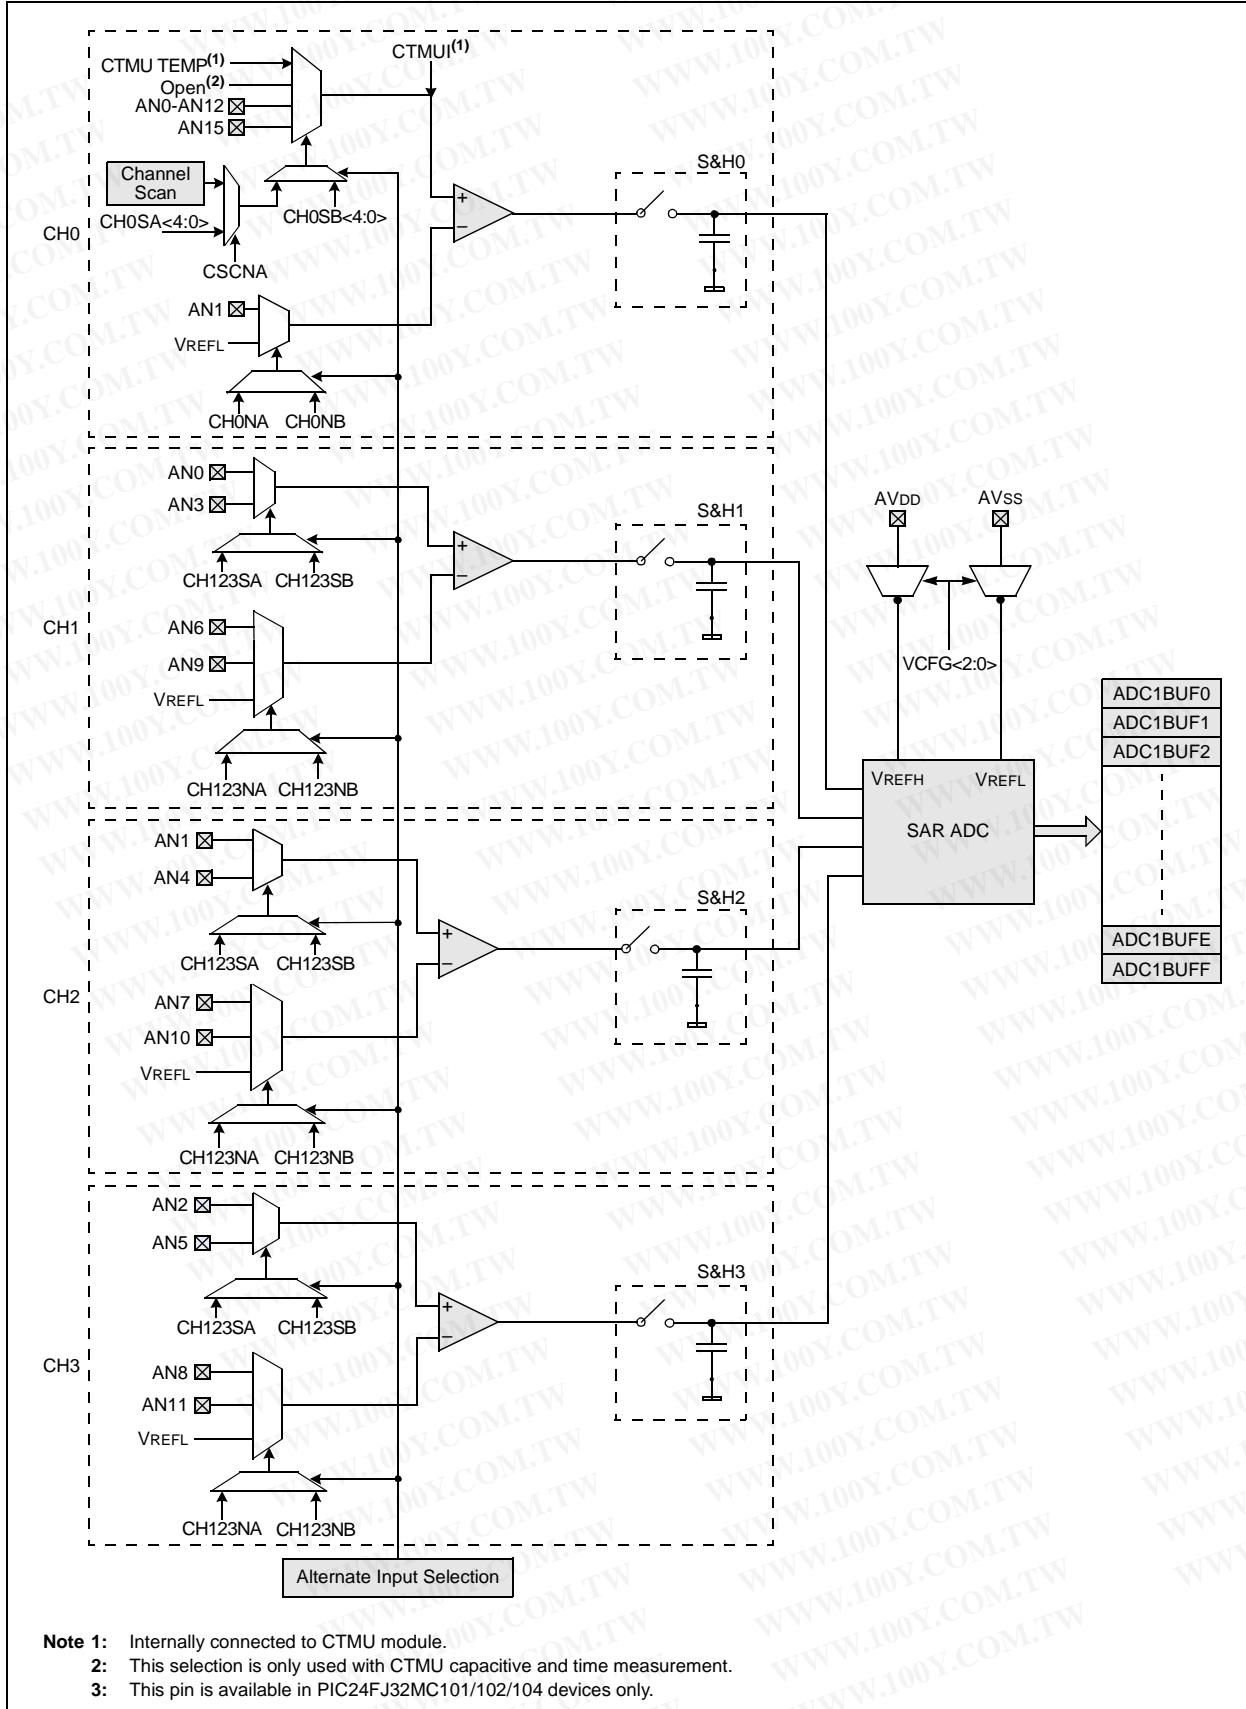 CTMUI(1)
CTMU TEMP(1)
Open(2)
AN0-AN12
AN15
Channel
Scan
CH0SA<4:0>
CH0SB<4:0>
CSCNA
CH0
S&H0
+
−
AN1
VREFL
CH0NA CH0NB
AN0
AN3
CH123SA CH123SB
CH1
S&H1
+
−
AN6
AN9
VREFL
CH123NA CH123NB
AVDD AVSS
VCFG<2:0>
VREFH VREFL
SAR ADC
ADC1BUF0
ADC1BUF1
ADC1BUF2
ADC1BUFE
ADC1BUFF
AN1
AN4
CH123SA CH123SB
CH2
S&H2
+
−
AN7
AN10
VREFL
CH123NA CH123NB
AN2
AN5
CH123SA CH123SB
CH3
S&H3
+
−
AN8
AN11
VREFL
CH123NA CH123NB
Alternate Input Selection
Note 1: Internally connected to CTMU module.
2: This selection is only used with CTMU capacitive and time measurement.
3: This pin is available in PIC24FJ32MC101/102/104 devices only.
WWW.100Y.COM.TW